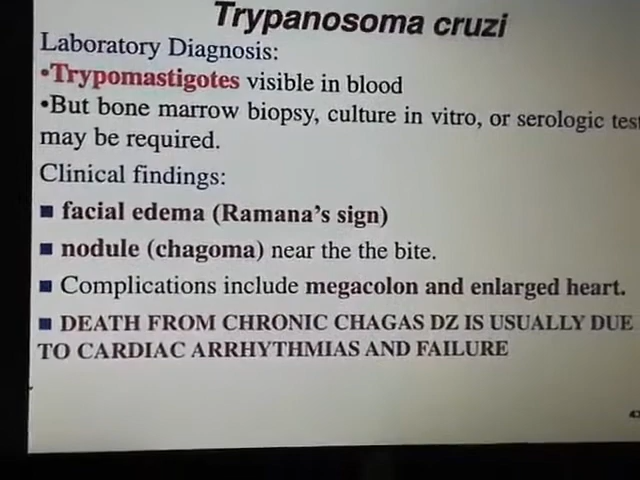 Trypanosoma cruzi
Laboratory Diagnosis:
•Trypomastigotes visible in blood
•But bone marrow biopsy, culture in vitro, or serologic test
may be required.
Clinical findings:
■ facial edema (Ramana's sign)
■ nodule (chagoma) near the the bite.
■ Complications include megacolon and enlarged heart.
■ DEATH FROM CHRONIC CHAGAS DZ IS USUALLY DUE
TO CARDIAC ARRHYTHMIAS AND FAILURE